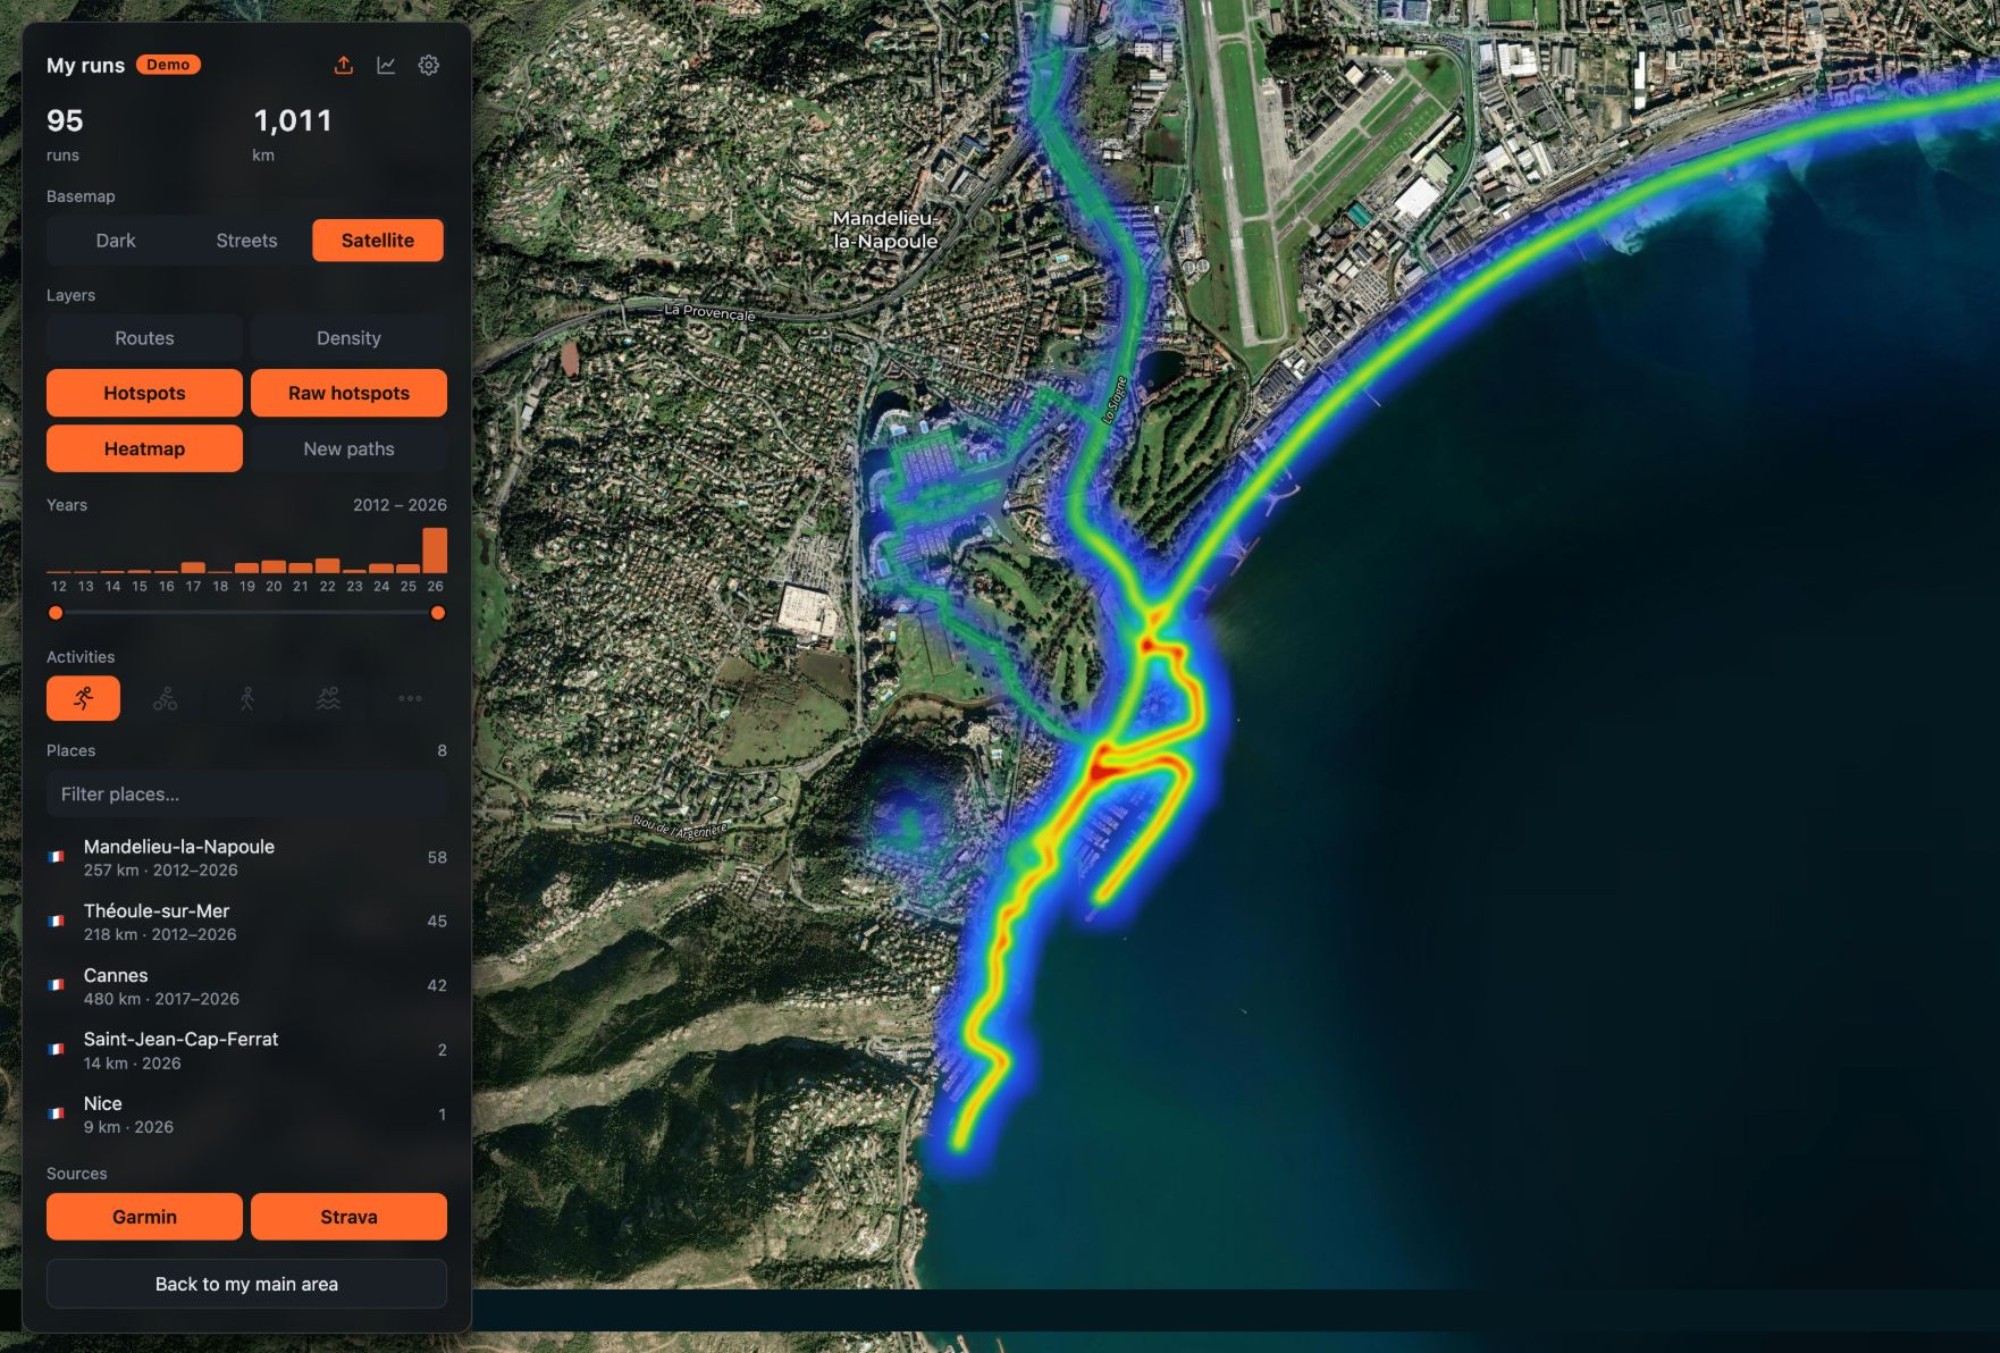 My runs Demo
95 1,011
runs km
Basemap
Dark Streets Satellite
Layers
Routes Density
Hotspots Raw hotspots
Heatmap New paths
Years 2012 – 2026
12 13 14 15 16 17 18 19 20 21 22 23 24 25 26
Activities
Places 8
Filter places...
Mandelieu-la-Napoule 58
257 km · 2012–2026
Théoule-sur-Mer 45
218 km · 2012–2026
Cannes 42
480 km · 2017–2026
Saint-Jean-Cap-Ferrat 2
14 km · 2026
Nice 1
9 km · 2026
Sources
Garmin Strava
Back to my main area
Mandelieu-
la-Napoule
La Provençale
La Siagne
Riou de l'Argentière